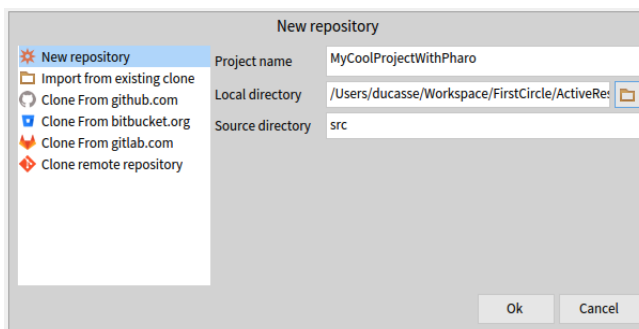 New repository
New repository
Import from existing clone
Clone From github.com
Clone From bitbucket.org
Clone From gitlab.com
Clone remote repository
Project name
MyCoolProjectWithPharo
Local directory
/Users/ducasse/Workspace/FirstCircle/ActiveRes
Source directory
src
Ok
Cancel